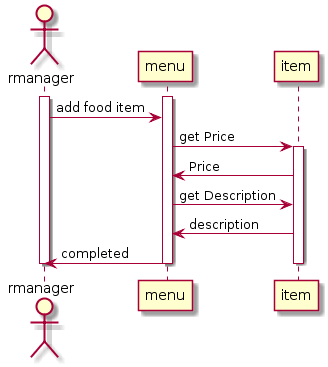 rmanager
menu
item
add food item
get Price
Price
get Description
description
completed
rmanager
menu
item